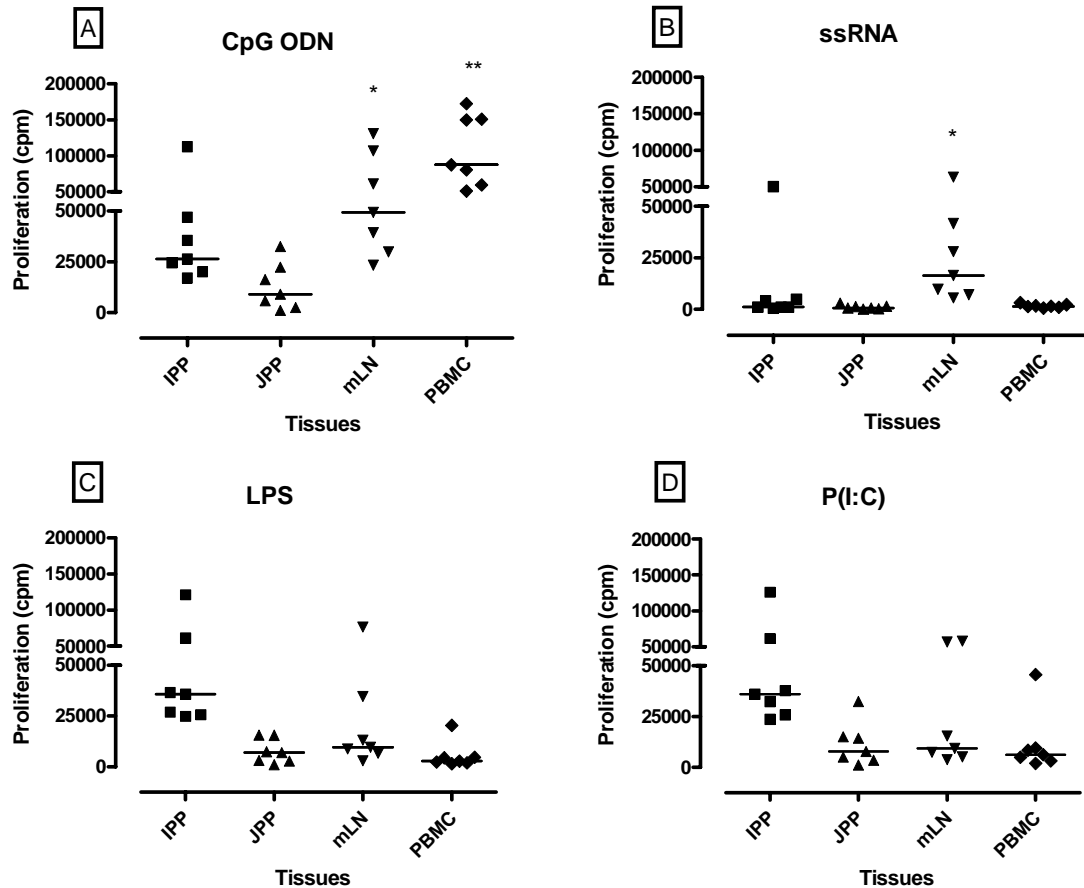 A
CpG ODN
*
**
200000
150000
100000
50000
50000
25000
0
Proliferation (cpm)
IPP
JPP
mLN
PBMC
Tissues
B
ssRNA
*
200000
150000
100000
50000
50000
25000
0
Proliferation (cpm)
IPP
JPP
mLN
PBMC
Tissues
C
LPS
200000
150000
100000
50000
50000
25000
0
Proliferation (cpm)
IPP
JPP
mLN
PBMC
Tissues
D
P(I:C)
200000
150000
100000
50000
50000
25000
0
Proliferation (cpm)
IPP
JPP
mLN
PBMC
Tissues